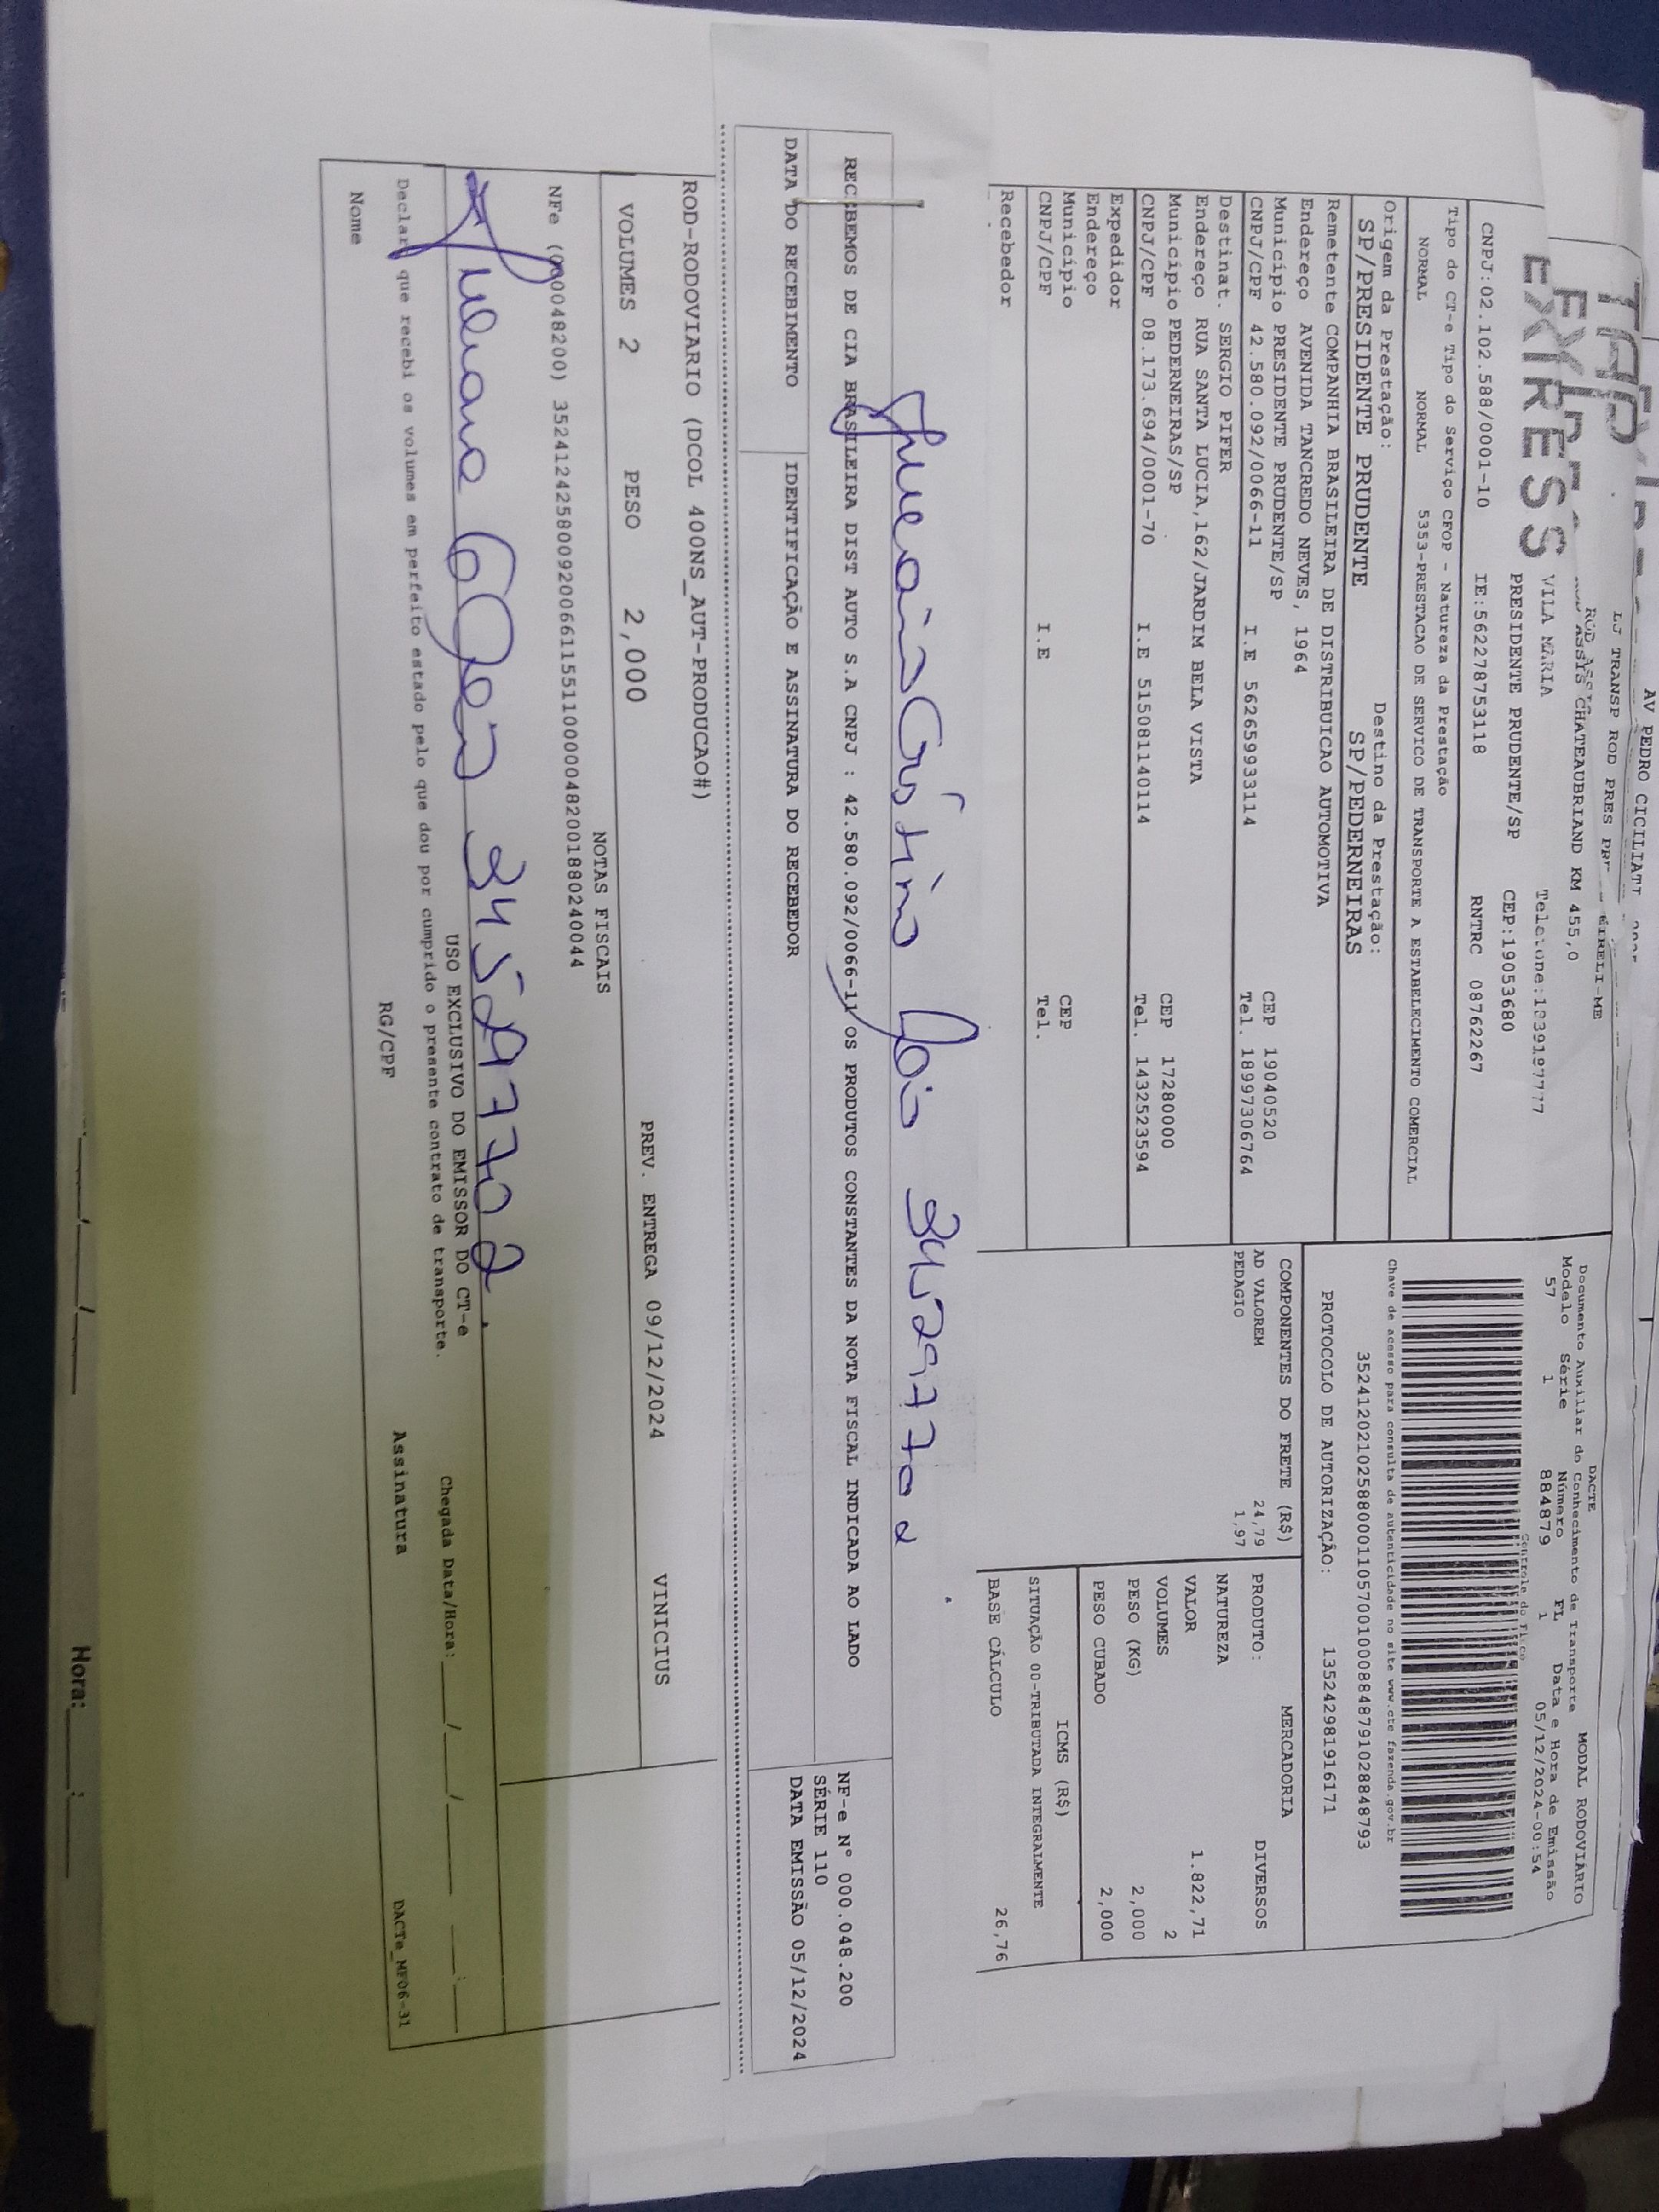 AV PEDRO CICILIATI
LJ TRANSP ROD PRES EIRELI-ME
ROD ASSIS CHATEAUBRIAND KM 455,0
EXPRESS
VILA MARIA
PRESIDENTE PRUDENTE/SP CEP:19053680
CNPJ:02.102.588/0001-10 IE:562278753118 RNTRC 08762267
Tipo do CT-e Tipo do Serviço CFOP - Natureza da Prestação
NORMAL NORMAL 5353-PRESTACAO DE SERVICO DE TRANSPORTE A ESTABELECIMENTO COMERCIAL
Origem da Prestação: Destino da Prestação:
SP/PRESIDENTE PRUDENTE SP/PEDERNEIRAS
Remetente COMPANHIA BRASILEIRA DE DISTRIBUICAO AUTOMOTIVA
Endereço AVENIDA TANCREDO NEVES, 1964
Município PRESIDENTE PRUDENTE/SP CEP 19040520
CNPJ/CPF 42.580.092/0066-11 I.E 562659933114 Tel. 18997306764
Destinat. SERGIO PIFER
Endereço RUA SANTA LUCIA,162/JARDIM BELA VISTA
Município PEDERNEIRAS/SP CEP 17280000
CNPJ/CPF 08.173.694/0001-70 I.E 515081140114 Tel. 1432523594
Expedidor
Endereço
Município CEP
CNPJ/CPF I.E Tel.
Recebedor
DACTE MODAL RODOVIÁRIO
Documento Auxiliar do Conhecimento de Transporte
Modelo Série Número FL Data e Hora de Emissão
57 1 884879 1 05/12/2024-00:54
Controle do Fisco
Chave de acesso para consulta de autenticidade no site www.cte fazenda.gov.br
35241202102588000110570010008848791028848793
PROTOCOLO DE AUTORIZAÇÃO: 135242981916171
COMPONENTES DO FRETE (R$)
AD VALOREM 24,79
PEDAGIO 1,97
MERCADORIA
PRODUTO: DIVERSOS
NATUREZA
VALOR 1.822,71
VOLUMES 2
PESO (KG) 2,000
PESO CUBADO 2,000
ICMS (R$)
SITUAÇÃO 00-TRIBUTADA INTEGRALMENTE
BASE CÁLCULO 26,76
RECEBEMOS DE CIA BRASILEIRA DIST AUTO S.A CNPJ : 42.580.092/0066-11 OS PRODUTOS CONSTANTES DA NOTA FISCAL INDICADA AO LADO
DATA DO RECEBIMENTO IDENTIFICAÇÃO E ASSINATURA DO RECEBEDOR
NF-e Nº 000.048.200
SÉRIE 110
DATA EMISSÃO 05/12/2024
ROD-RODOVIARIO (DCOL 400NS_AUT-PRODUCAO#)
VOLUMES 2 PESO 2,000 PREV. ENTREGA 09/12/2024 VINICIUS
NOTAS FISCAIS
NFe (000048200) 35241242580092006611551100000482001880240044
345297702
USO EXCLUSIVO DO EMISSOR DO CT-e
Chegada Data/Hora: ___/___/_____ ___:___
Declaro que recebi os volumes em perfeito estado pelo que dou por cumprido o presente contrato de transporte.
Nome RG/CPF Assinatura DACTe_MF06-31
Hora: ____:____